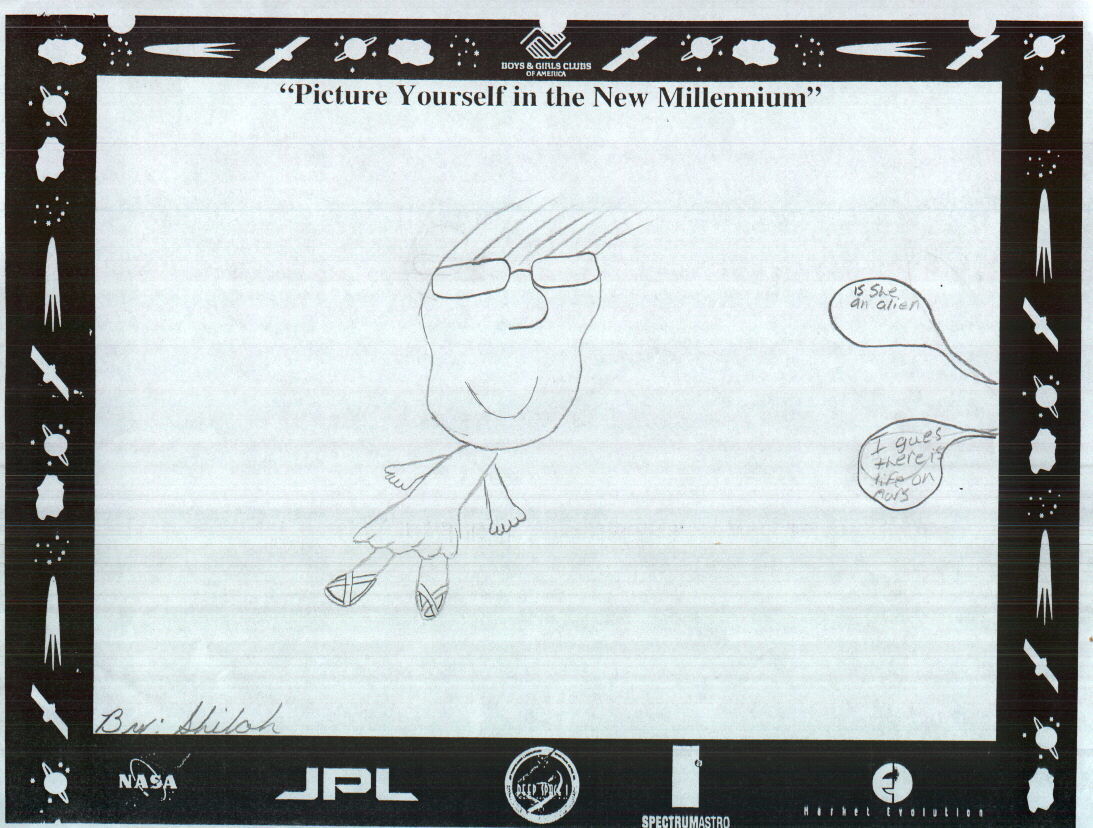 BOYS & GIRLS CLUBS
OF AMERICA
“Picture Yourself in the New Millennium”
is she
an alien
I gues
there is
life on
mars
By: Shiloh
NASA
JPL
DEEP SPACE 1
SPECTRUMASTRO
Market Evolution